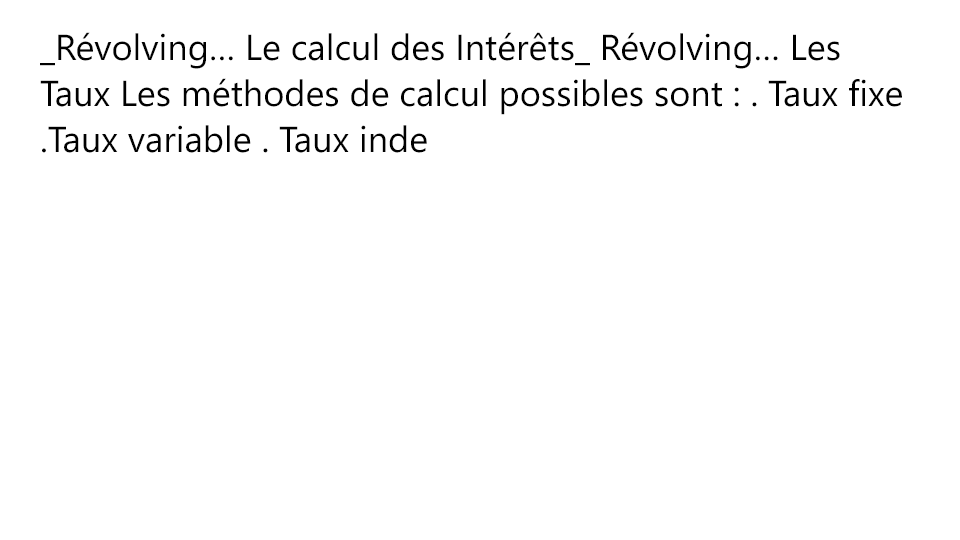 _Révolving... Le calcul des Intérêts_ Révolving... Les
Taux Les méthodes de calcul possibles sont : . Taux fixe
.Taux variable . Taux inde